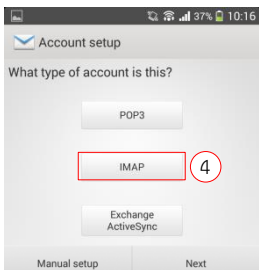 37% 10:16
Account setup
What type of account is this?
POP3
IMAP
4
Exchange
ActiveSync
Manual setup
Next